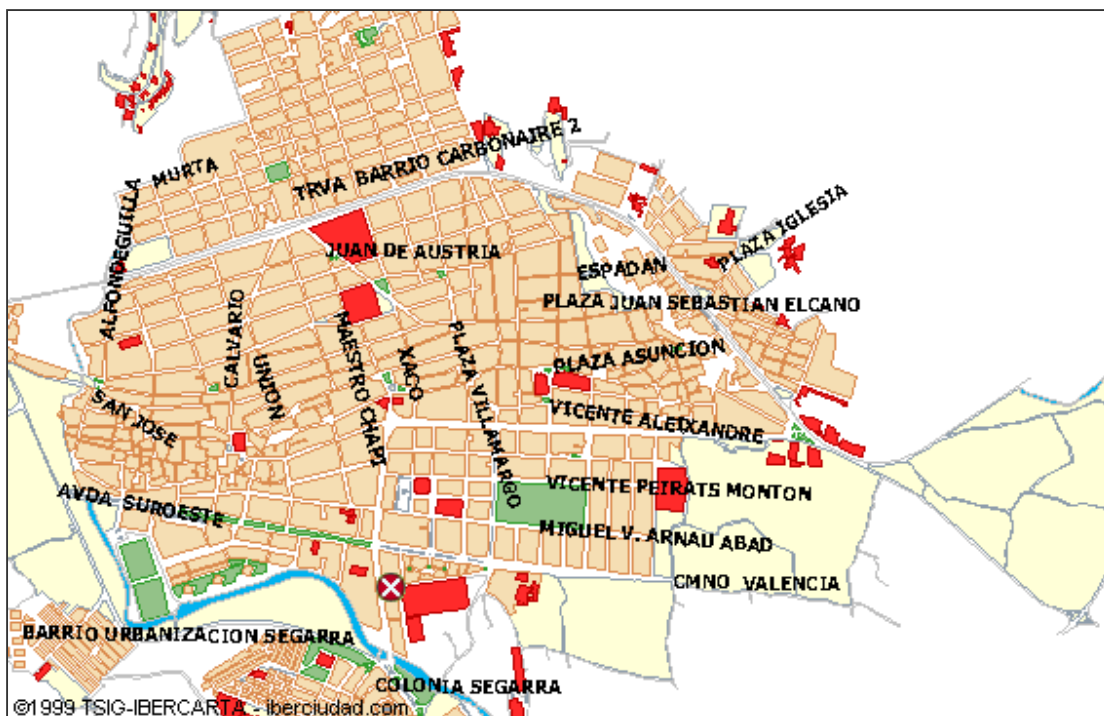 TRVA BARRIO CARBONAIRE 2
MURTA
ALFONDEGUILLA
PLAZA IGLESIA
JUAN DE AUSTRIA
ESPADAN
PLAZA JUAN SEBASTIAN ELCANO
CALVARIO
UNION
MAESTRO CHAPI
XACO
PLAZA VILLAMARGO
PLAZA ASUNCION
SAN JOSE
VICENTE ALEIXANDRE
AVDA SUROESTE
VICENTE PEIRATS MONTON
MIGUEL V. ARNAU ABAD
CMNO VALENCIA
BARRIO URBANIZACION SEGARRA
COLONIA SEGARRA
©1999 TSIG-IBERCARTA - iberciudad.com